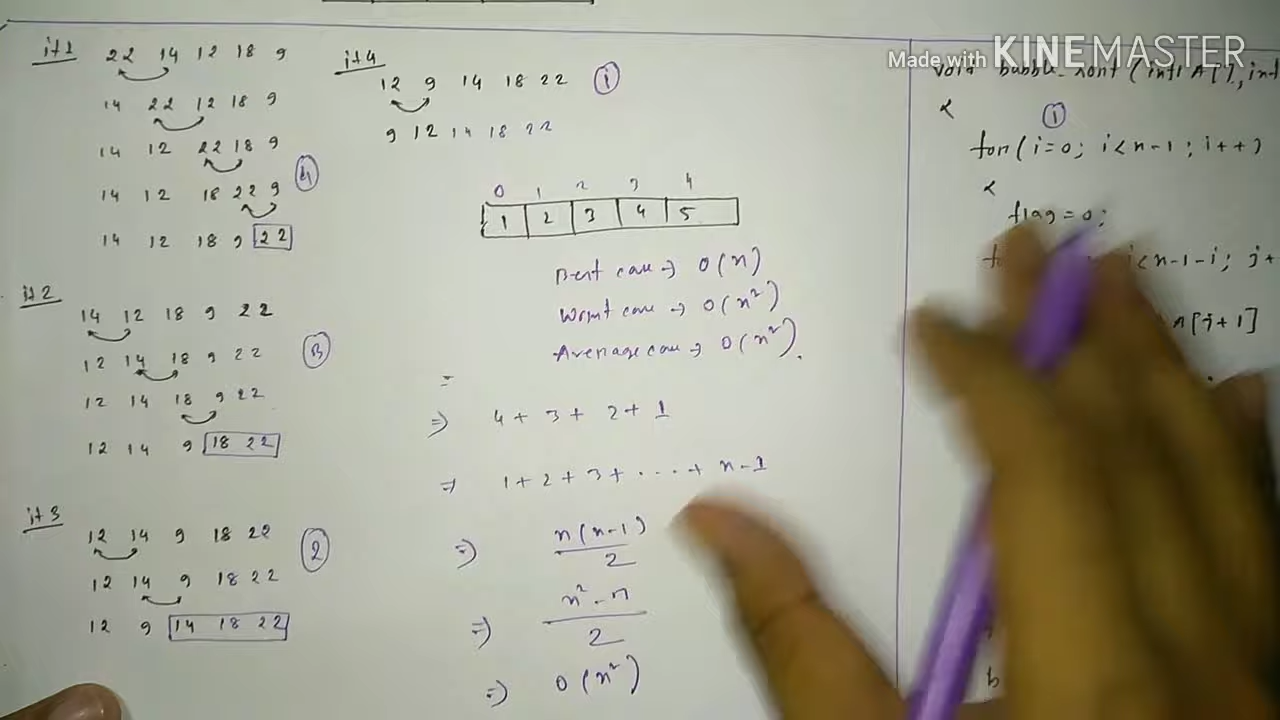 Made with KINEMASTER
it1 22 14 12 18 9
14 22 12 18 9
14 12 22 18 9
14 12 18 22 9
4
14 12 18 9 22
it2
14 12 18 9 22
12 14 18 9 22
3
12 14 18 9 22
12 14 9 18 22
it3
12 14 9 18 22
2
12 14 9 18 22
12 9 14 18 22
it4
12 9 14 18 22 1
9 12 14 18 22
0 1 2 3 4
1 2 3 4 5
Best case → O(n)
Worst case → O(n²)
Average case → O(n²).
=
⇒ 4 + 3 + 2 + 1
⇒ 1 + 2 + 3 + .... + n-1
⇒ n(n-1)
2
n² - n
⇒ 2
⇒ O(n²)
void bubble_sort (int A[], int
{
1
for( i=0; i<n-1; i++)
{
flag = 0;
<n-1-i; j+
A[j+1]